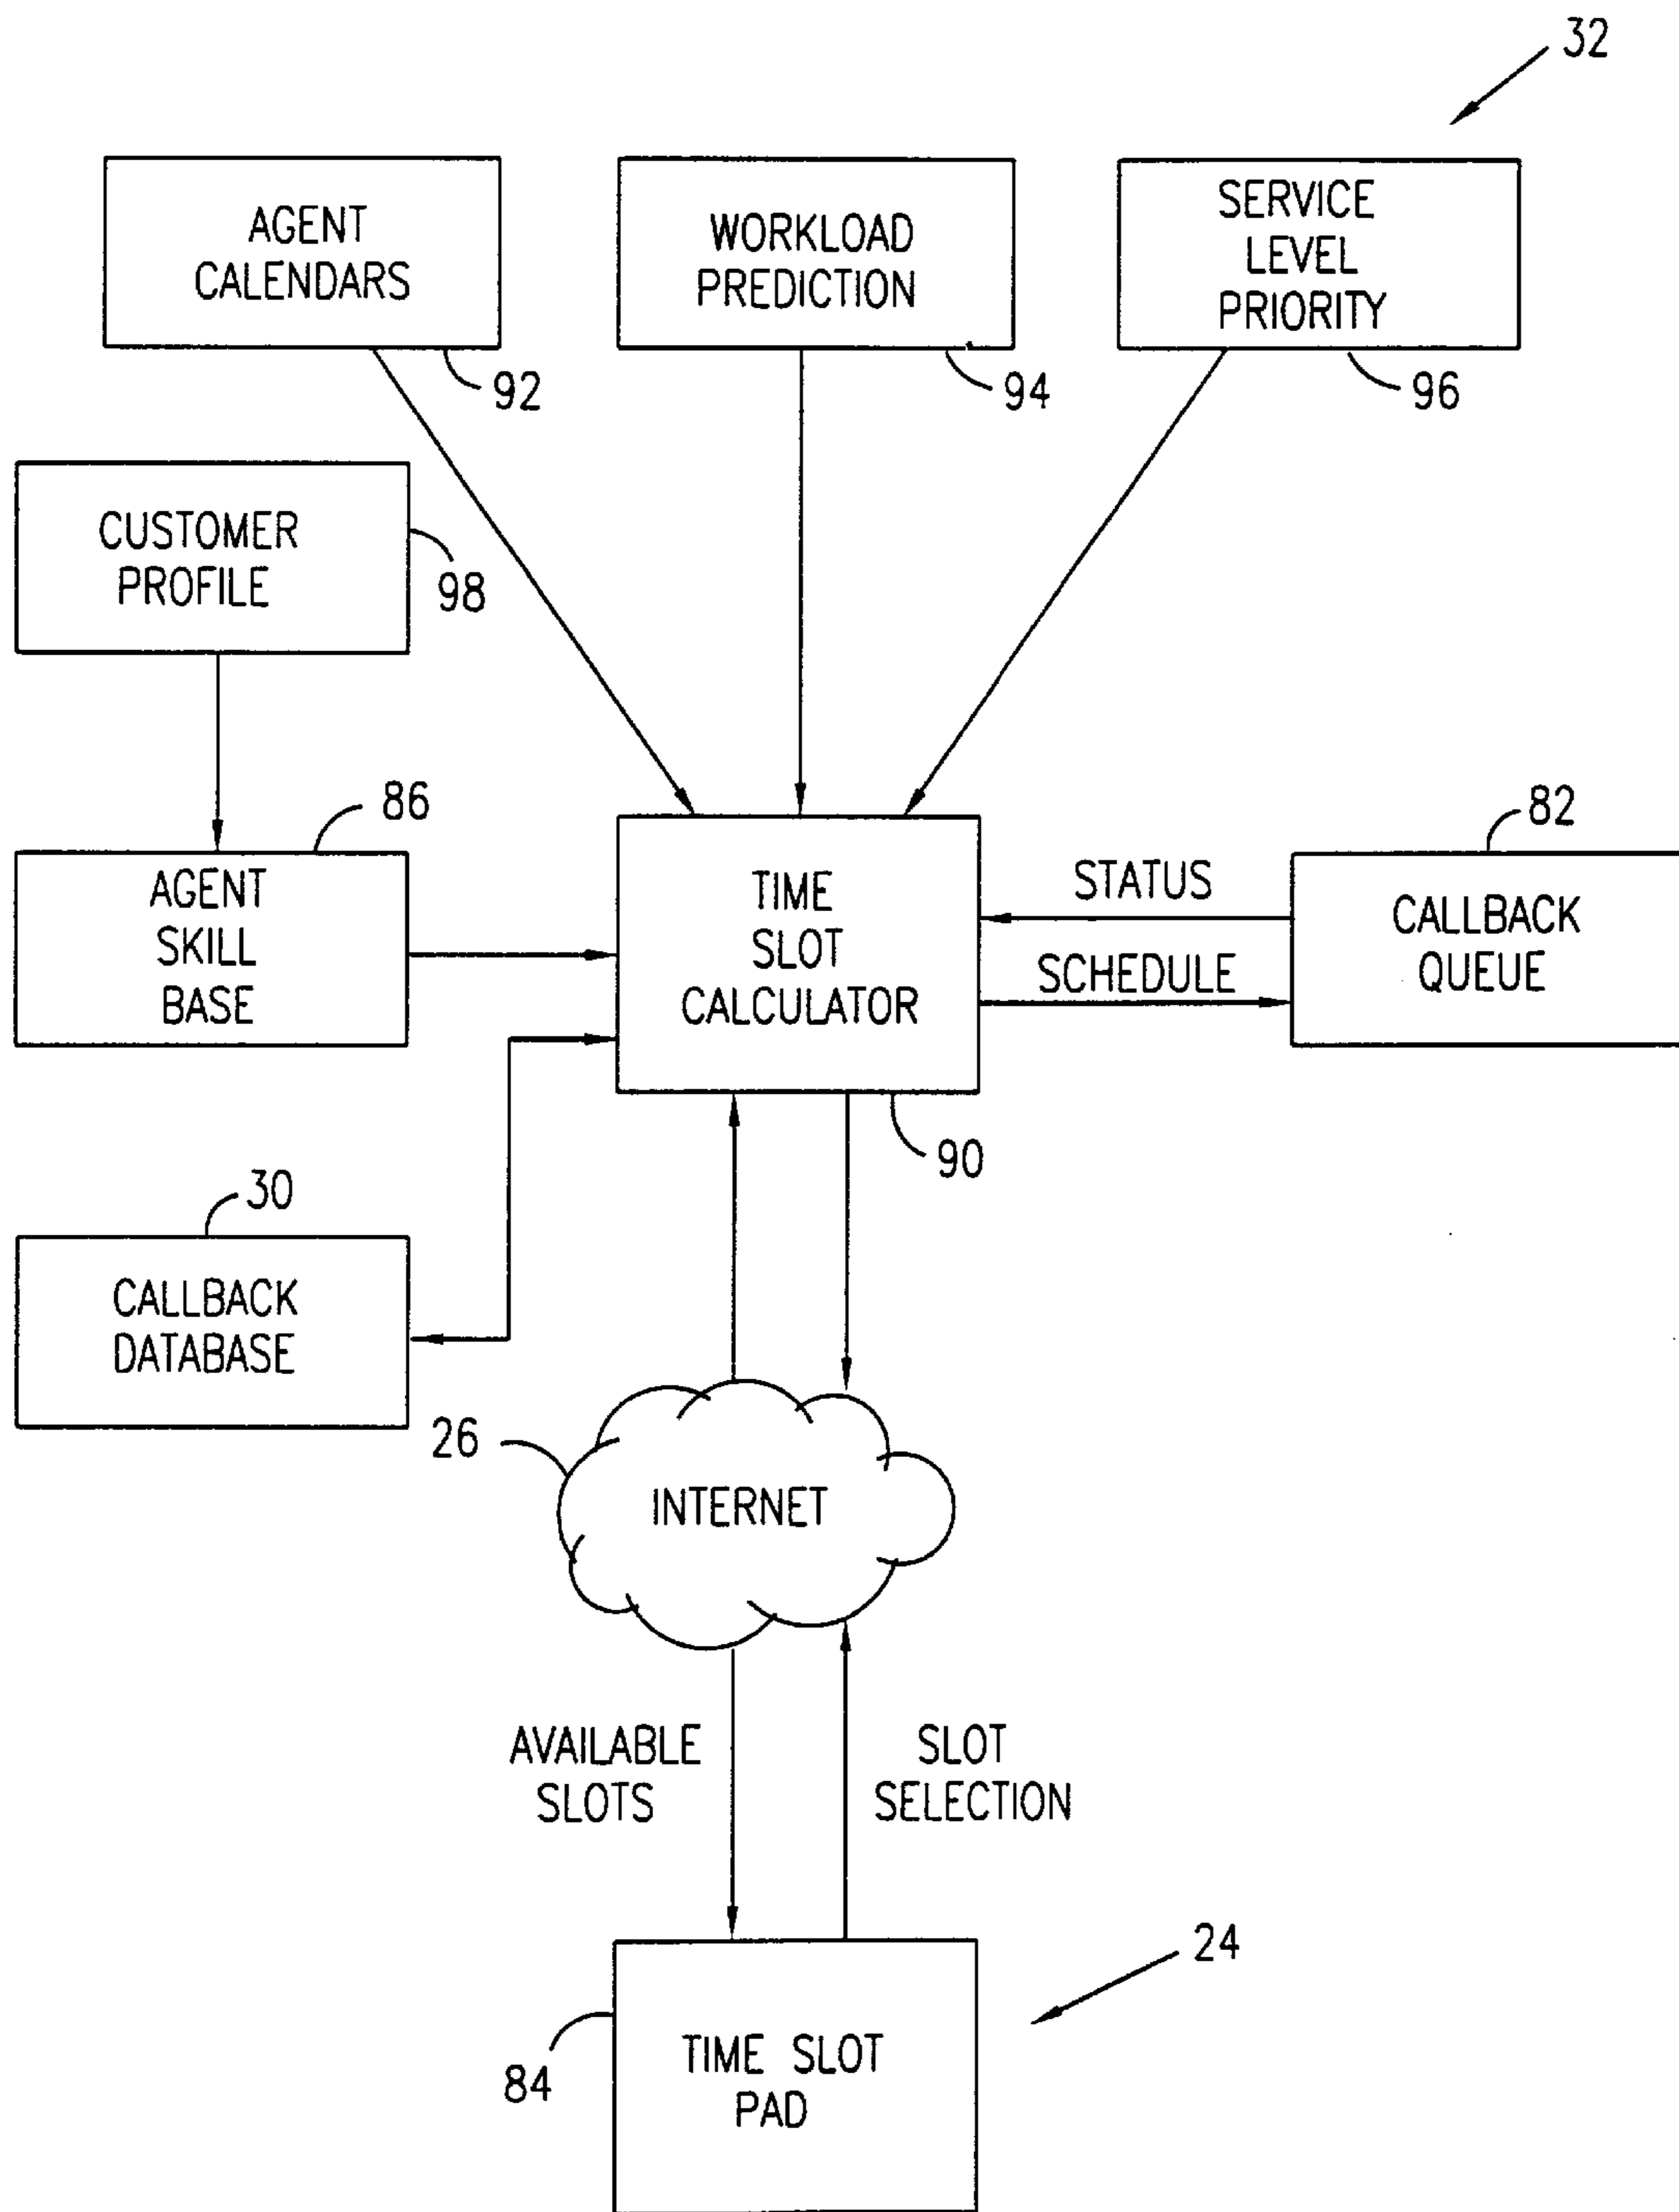 32
AGENT
CALENDARS
92
WORKLOAD
PREDICTION
94
SERVICE
LEVEL
PRIORITY
96
CUSTOMER
PROFILE
98
86
AGENT
SKILL
BASE
TIME
SLOT
CALCULATOR
90
STATUS
SCHEDULE
82
CALLBACK
QUEUE
30
CALLBACK
DATABASE
26
INTERNET
AVAILABLE
SLOTS
SLOT
SELECTION
24
84
TIME SLOT
PAD